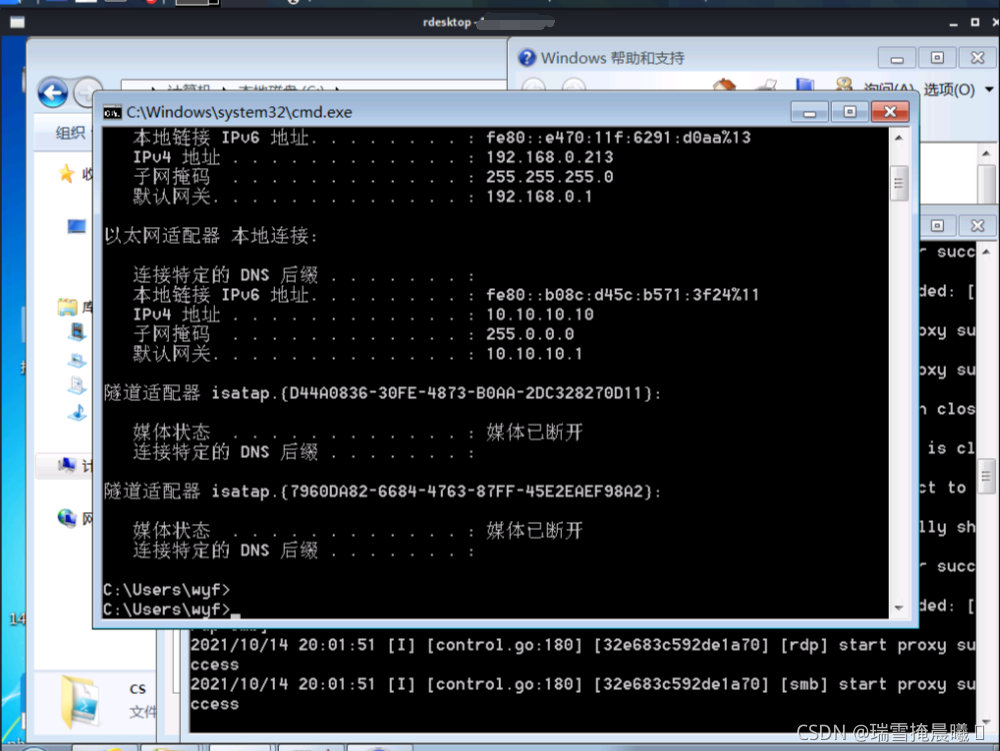 rdesktop -
Windows 帮助和支持
选项(O)
组织
C:\Windows\system32\cmd.exe
本地链接 IPv6 地址. . . . . . . . : fe80::e470:11f:6291:d0aa%13
IPv4 地址 . . . . . . . . . . . . : 192.168.0.213
子网掩码 . . . . . . . . . . . . : 255.255.255.0
默认网关. . . . . . . . . . . . . : 192.168.0.1
以太网适配器 本地连接:
连接特定的 DNS 后缀 . . . . . . . :
本地链接 IPv6 地址. . . . . . . . : fe80::b08c:d45c:b571:3f24%11
IPv4 地址 . . . . . . . . . . . . : 10.10.10.10
子网掩码 . . . . . . . . . . . . : 255.0.0.0
默认网关. . . . . . . . . . . . . : 10.10.10.1
隧道适配器 isatap.{D44A0836-30FE-4873-B0AA-2DC328270D11}:
媒体状态 . . . . . . . . . . . . : 媒体已断开
连接特定的 DNS 后缀 . . . . . . . :
隧道适配器 isatap.{7960DA82-6684-4763-87FF-45E2EAEF98A2}:
媒体状态 . . . . . . . . . . . . : 媒体已断开
连接特定的 DNS 后缀 . . . . . . . :
C:\Users\wyf>
C:\Users\wyf>_
succ
ded: [
oxy su
oxy su
clos
is cl
ct to
lly sh
succ
ded: [
2021/10/14 20:01:51 [I] [control.go:180] [32e683c592de1a70] [rdp] start proxy su
ccess
2021/10/14 20:01:51 [I] [control.go:180] [32e683c592de1a70] [smb] start proxy su
ccess
CS
文件
CSDN @瑞雪掩晨曦